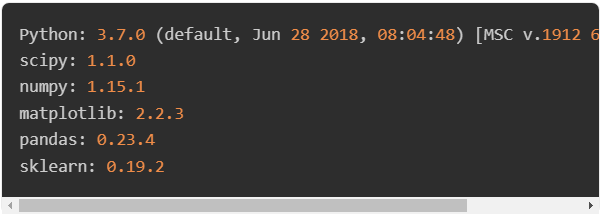 Python: 3.7.0 (default, Jun 28 2018, 08:04:48) [MSC v.1912 6
scipy: 1.1.0
numpy: 1.15.1
matplotlib: 2.2.3
pandas: 0.23.4
sklearn: 0.19.2